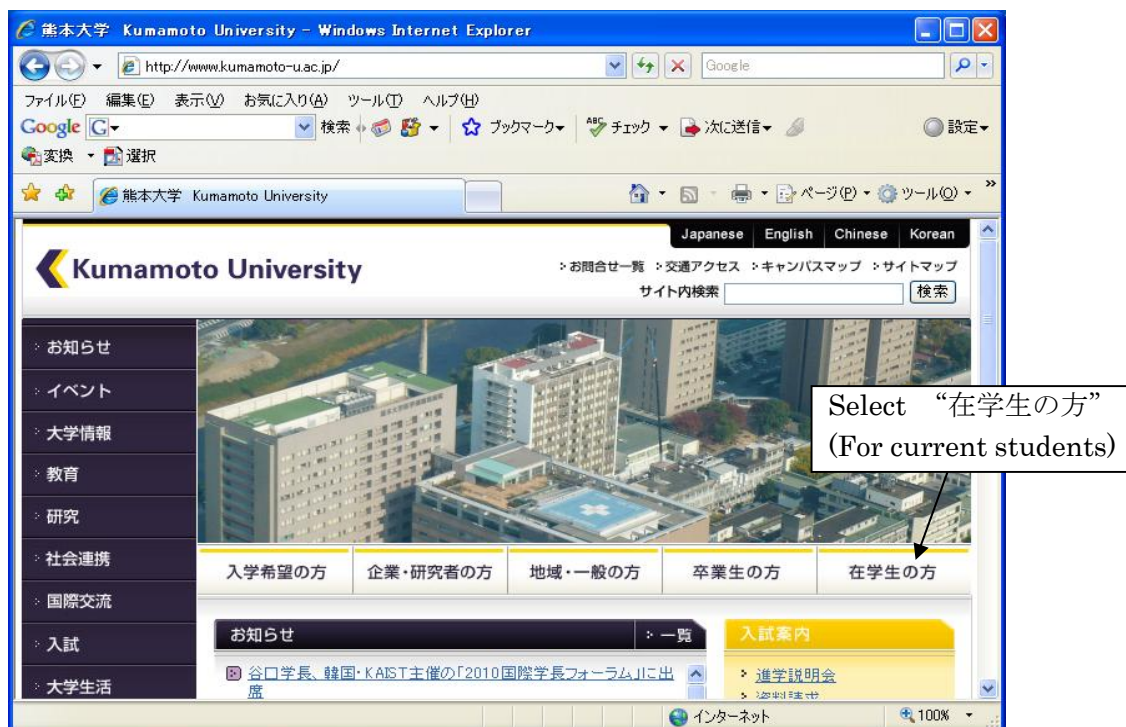 熊本大学 Kumamoto University - Windows Internet Explorer
http://www.kumamoto-u.ac.jp/
Google
ファイル(F) 編集(E) 表示(V) お気に入り(A) ツール(T) ヘルプ(H)
Google G 検索 ブックマーク ABC チェック 次に送信 設定
変換 選択
熊本大学 Kumamoto University ページ(P) ツール(O) »
Japanese English Chinese Korean
Kumamoto University
お問合せ一覧 交通アクセス キャンパスマップ サイトマップ
サイト内検索 検索
お知らせ
イベント
大学情報
教育
研究
社会連携
国際交流
入試
大学生活
Select “在学生の方”
(For current students)
入学希望の方 企業・研究者の方 地域・一般の方 卒業生の方 在学生の方
お知らせ 一覧
谷口学長、韓国・KAIST主催の「2010国際学長フォーラム」に出
席
入試案内
進学説明会
資料請求
インターネット 100%